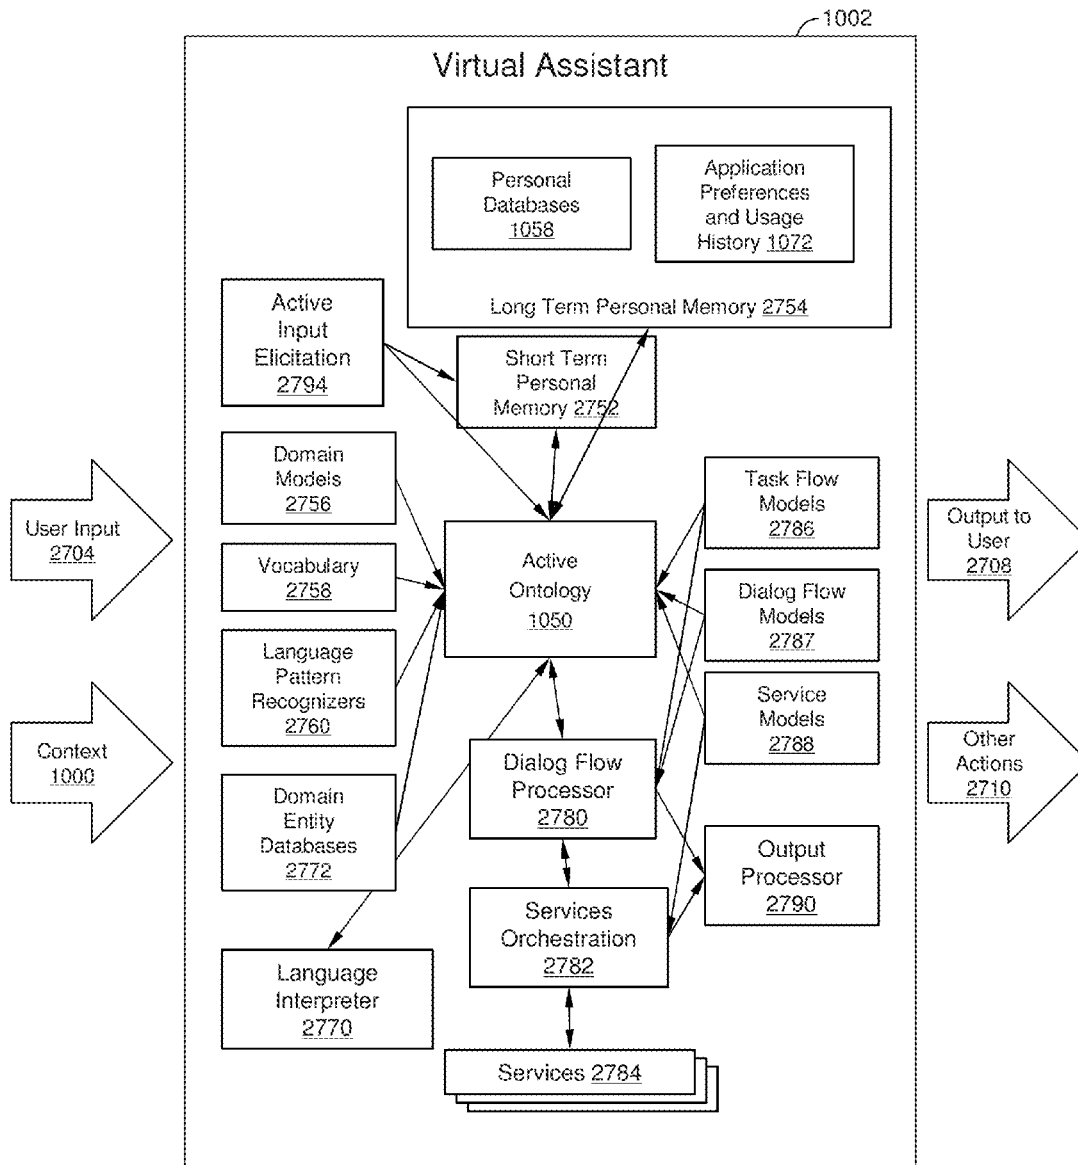 1002
Virtual Assistant
Personal
Databases
1058
Application
Preferences
and Usage
History 1072
Long Term Personal Memory 2754
Active
Input
Elicitation
2794
Short Term
Personal
Memory 2752
Domain
Models
2756
Task Flow
Models
2786
User Input
2704
Vocabulary
2758
Active
Ontology
1050
Dialog Flow
Models
2787
Output to
User
2708
Language
Pattern
Recognizers
2760
Service
Models
2788
Context
1000
Dialog Flow
Processor
2780
Other
Actions
2710
Domain
Entity
Databases
2772
Output
Processor
2790
Services
Orchestration
2782
Language
Interpreter
2770
Services 2784